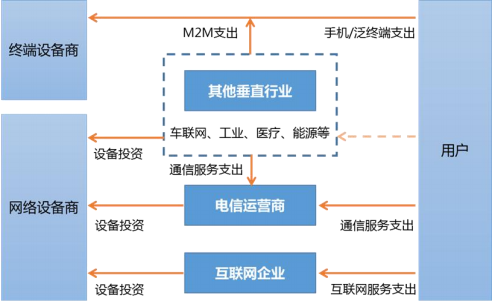 M2M支出
手机/泛终端支出
终端设备商
其他垂直行业
车联网、工业、医疗、能源等
设备投资
用户
通信服务支出
网络设备商
电信运营商
设备投资
通信服务支出
互联网企业
设备投资
互联网服务支出